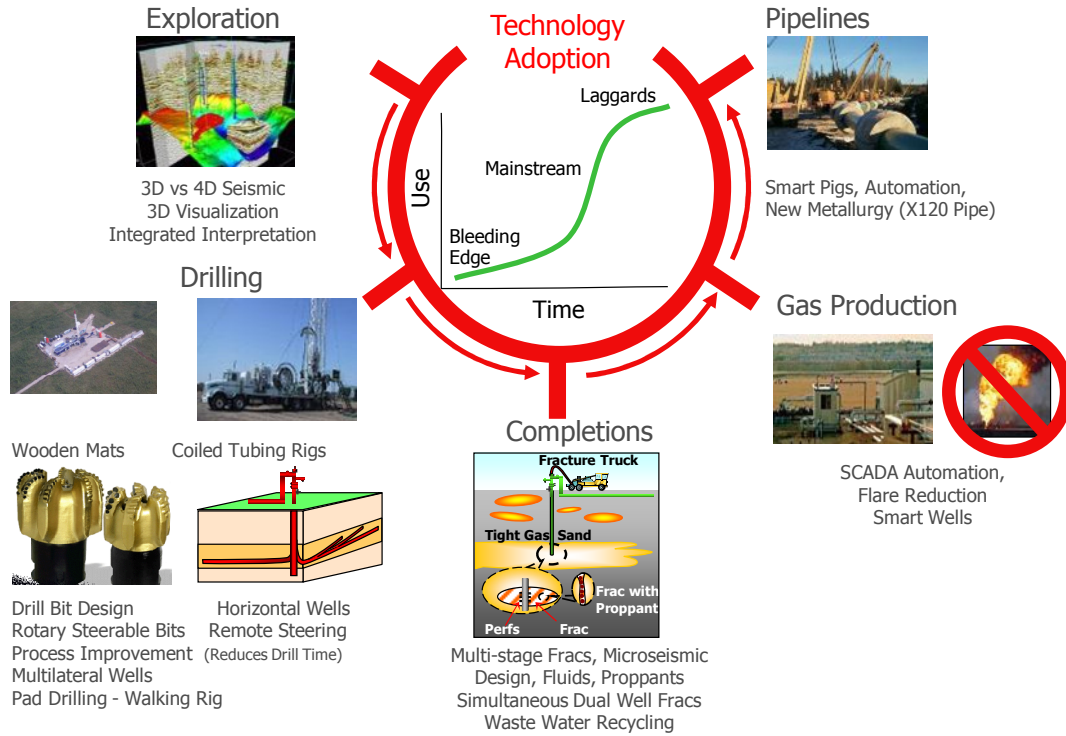 Exploration
3D vs 4D Seismic
3D Visualization
Integrated Interpretation
Technology
Adoption
Use
Laggards
Mainstream
Bleeding
Edge
Time
Pipelines
Smart Pigs, Automation,
New Metallurgy (X120 Pipe)
Drilling
Wooden Mats
Coiled Tubing Rigs
Drill Bit Design
Rotary Steerable Bits
Process Improvement
Multilateral Wells
Pad Drilling - Walking Rig
Horizontal Wells
Remote Steering
(Reduces Drill Time)
Completions
Fracture Truck
Tight Gas Sand
Frac with
Proppant
Perfs
Frac
Multi-stage Fracs, Microseismic
Design, Fluids, Proppants
Simultaneous Dual Well Fracs
Waste Water Recycling
Gas Production
SCADA Automation,
Flare Reduction
Smart Wells